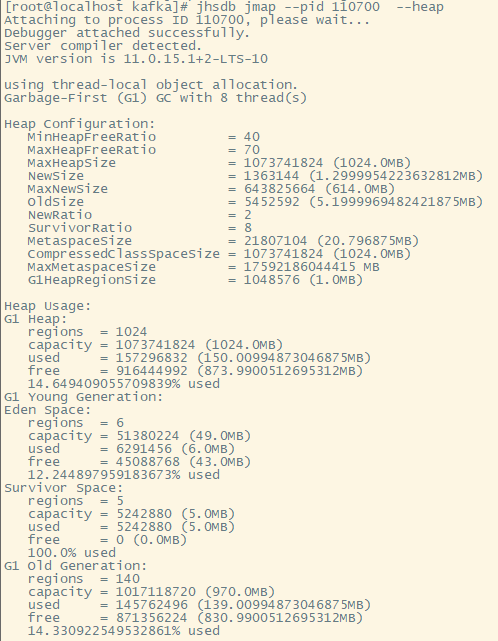 [root@localhost kafka]# jhsdb jmap --pid 110700  --heap
Attaching to process ID 110700, please wait...
Debugger attached successfully.
Server compiler detected.
JVM version is 11.0.15.1+2-LTS-10

using thread-local object allocation.
Garbage-First (G1) GC with 8 thread(s)

Heap Configuration:
   MinHeapFreeRatio         = 40
   MaxHeapFreeRatio         = 70
   MaxHeapSize              = 1073741824 (1024.0MB)
   NewSize                  = 1363144 (1.2999954223632812MB)
   MaxNewSize               = 643825664 (614.0MB)
   OldSize                  = 5452592 (5.1999969482421875MB)
   NewRatio                 = 2
   SurvivorRatio            = 8
   MetaspaceSize            = 21807104 (20.796875MB)
   CompressedClassSpaceSize = 1073741824 (1024.0MB)
   MaxMetaspaceSize         = 17592186044415 MB
   G1HeapRegionSize         = 1048576 (1.0MB)

Heap Usage:
G1 Heap:
   regions  = 1024
   capacity = 1073741824 (1024.0MB)
   used     = 157296832 (150.00994873046875MB)
   free     = 916444992 (873.9900512695312MB)
   14.649409055709839% used
G1 Young Generation:
Eden Space:
   regions  = 6
   capacity = 51380224 (49.0MB)
   used     = 6291456 (6.0MB)
   free     = 45088768 (43.0MB)
   12.244897959183673% used
Survivor Space:
   regions  = 5
   capacity = 5242880 (5.0MB)
   used     = 5242880 (5.0MB)
   free     = 0 (0.0MB)
   100.0% used
G1 Old Generation:
   regions  = 140
   capacity = 1017118720 (970.0MB)
   used     = 145762496 (139.00994873046875MB)
   free     = 871356224 (830.9900512695312MB)
   14.330922549532861% used